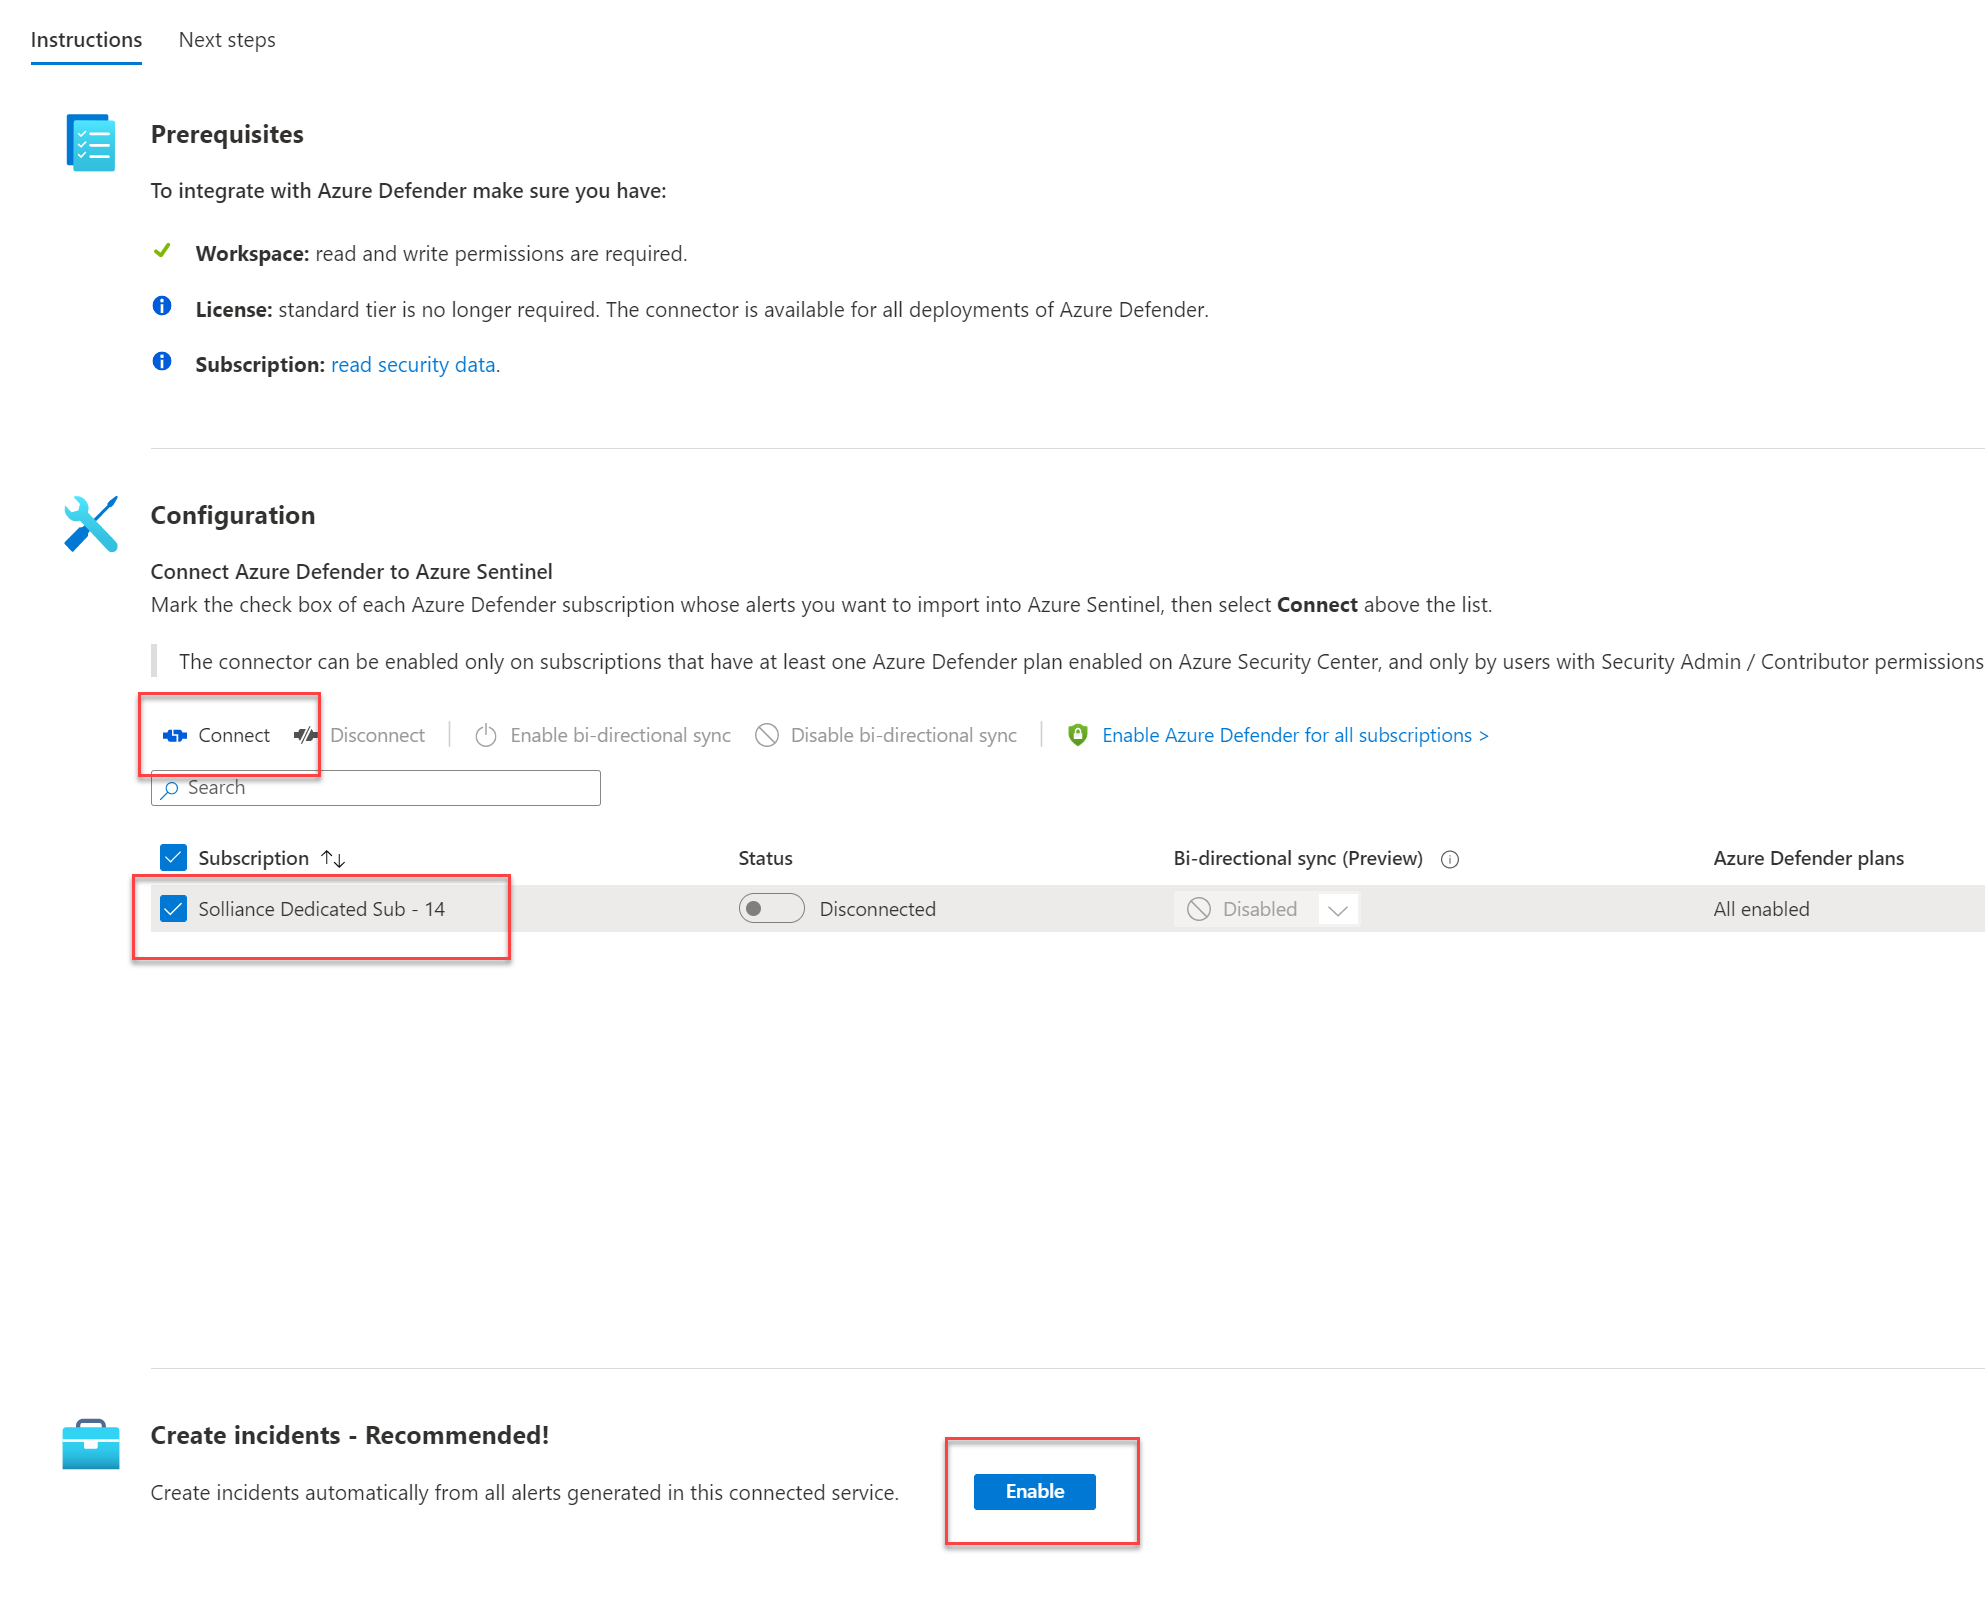 Instructions Next steps
Prerequisites
To integrate with Azure Defender make sure you have:
Workspace: read and write permissions are required.
License: standard tier is no longer required. The connector is available for all deployments of Azure Defender.
Subscription: read security data.
Configuration
Connect Azure Defender to Azure Sentinel
Mark the check box of each Azure Defender subscription whose alerts you want to import into Azure Sentinel, then select Connect above the list.
The connector can be enabled only on subscriptions that have at least one Azure Defender plan enabled on Azure Security Center, and only by users with Security Admin / Contributor permissions
Connect Disconnect Enable bi-directional sync Disable bi-directional sync Enable Azure Defender for all subscriptions >
Search
Subscription Status Bi-directional sync (Preview) Azure Defender plans
Solliance Dedicated Sub - 14 Disconnected Disabled All enabled
Create incidents - Recommended!
Create incidents automatically from all alerts generated in this connected service. Enable